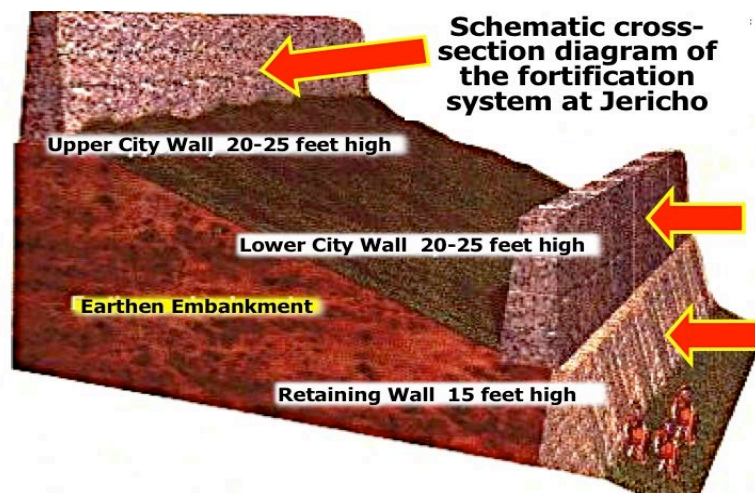 Schematic cross-
section diagram of
the fortification
system at Jericho
Upper City Wall 20-25 feet high
Lower City Wall 20-25 feet high
Earthen Embankment
Retaining Wall 15 feet high